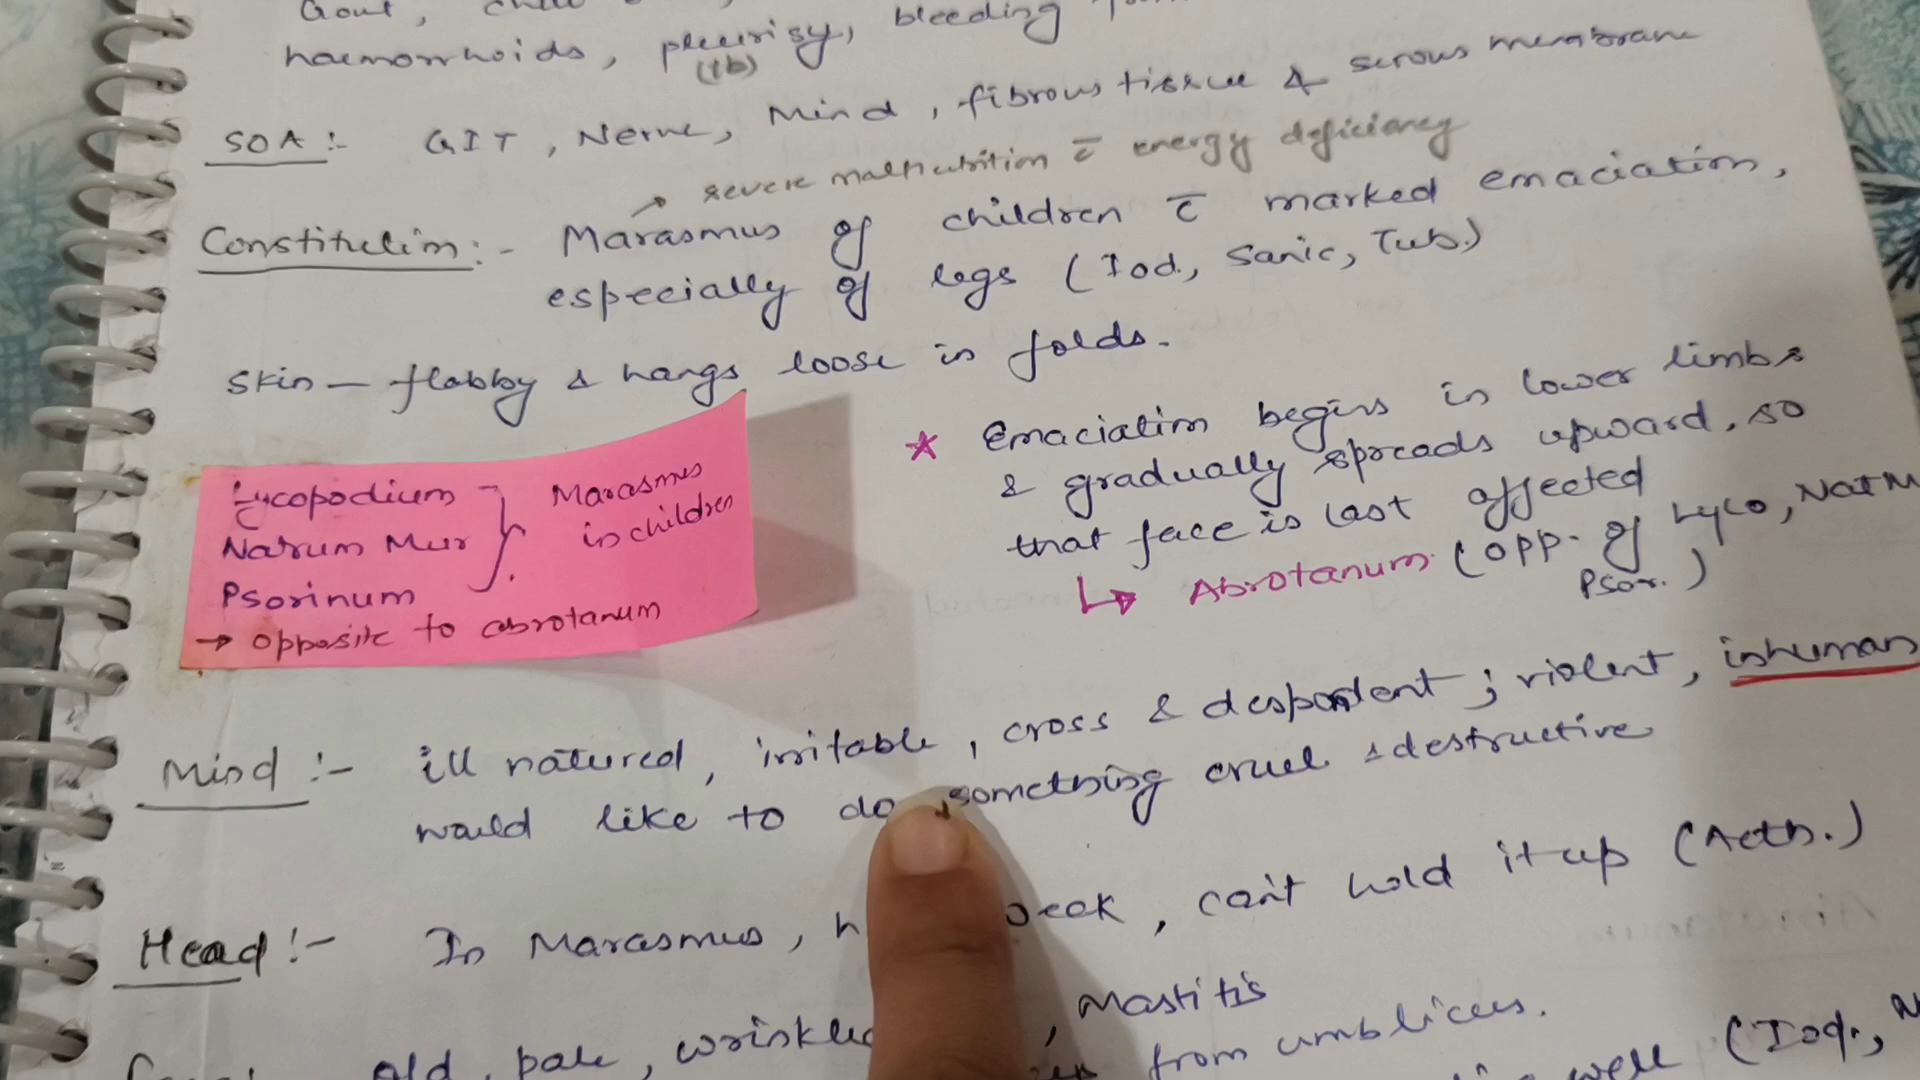 Gout,
haemorrhoids, pleurisy, bleeding
(tb)
SOA :- GIT, Nerve, Mind, fibrous tissue & serous membrane
→ severe malnutrition c̄ energy deficiency
Constitution :- Marasmus of children c̄ marked emaciation,
especially of legs (Iod., Sanic, Tub.)
Skin — flabby & hangs loose in folds.
Lycopodium
Natrum Mur
Psorinum
} Marasmus
in children
→ opposite to abrotanum
* Emaciation begins in lower limbs
& gradually spreads upward, so
that face is last affected
↳ Abrotanum (opp. of Lyco, Nat M
Psor.)
Mind :- ill natured, irritable, cross & despondent; violent, inhuman
would like to do something cruel & destructive
Head :- In Marasmus, can't hold it up (Aeth.)
old, pale, Mastitis
from umblicus.
well (Iod.,